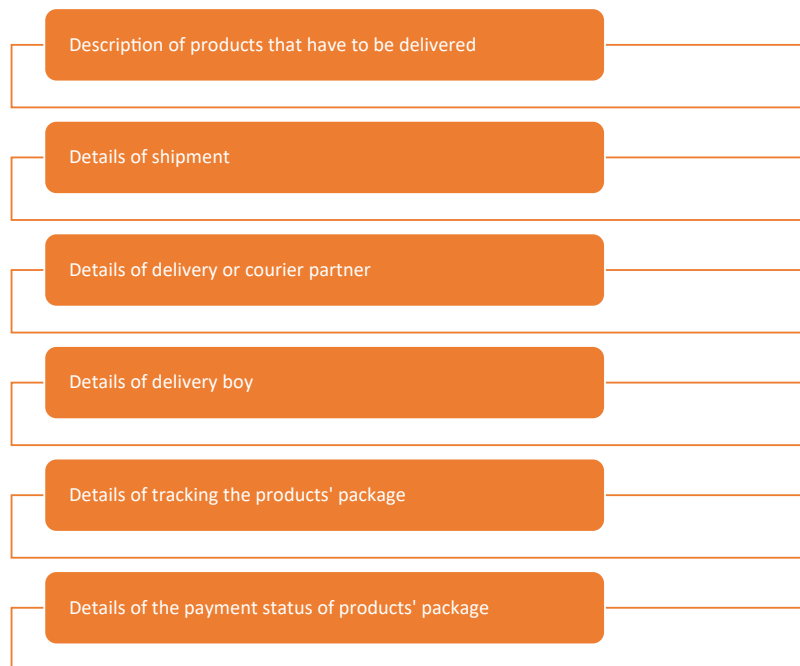 Description of products that have to be delivered
Details of shipment
Details of delivery or courier partner
Details of delivery boy
Details of tracking the products' package
Details of the payment status of products' package